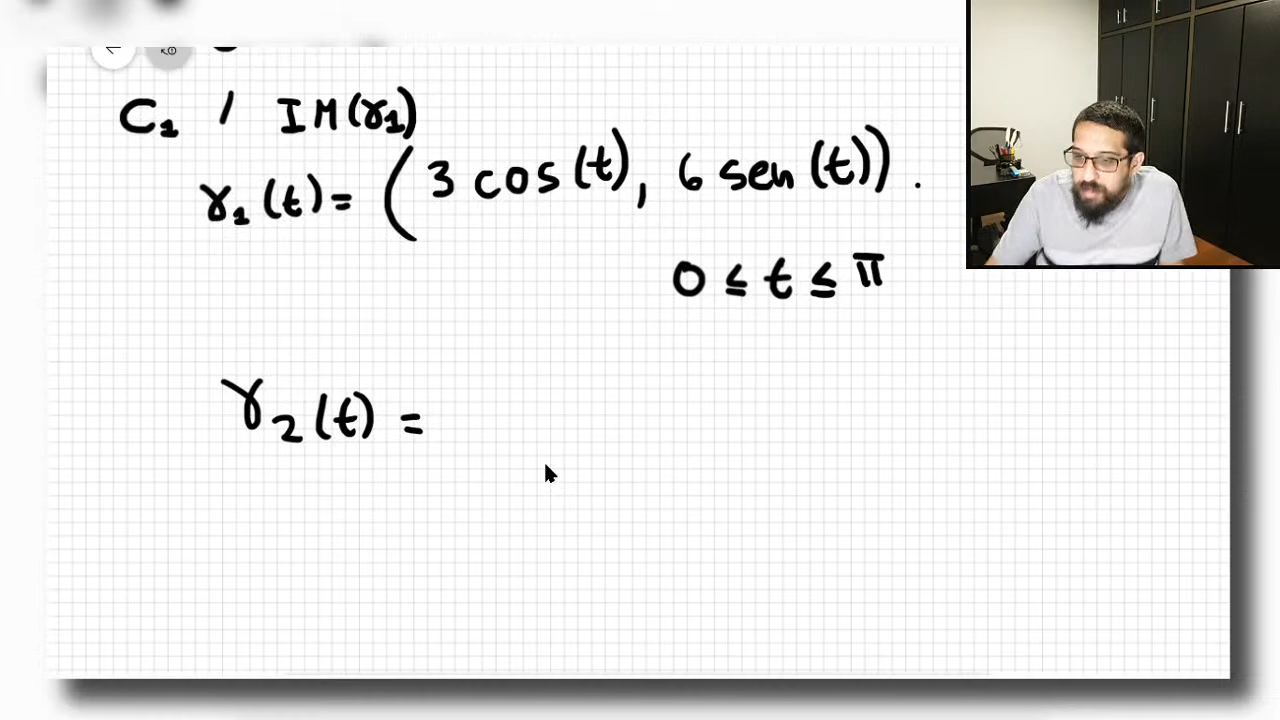 C₁ / IM(γ₁)
γ₁(t) = (3 cos(t), 6 sen(t)).
0 ≤ t ≤ π
γ₂(t) =